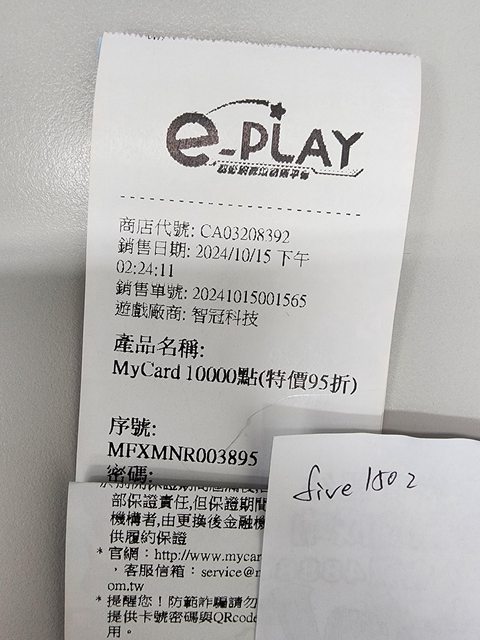 e-PLAY
商店代號: CA03208392
銷售日期: 2024/10/15 下午
02:24:11
銷售單號: 20241015001565
遊戲廠商: 智冠科技
產品名稱:
MyCard 10000點(特價95折)
序號:
MFXMNR003895
密碼:
部保證責任,但保證期間
機構者,由更換後金融機
供履約保證
* 官網：http://www.mycar
，客服信箱：service@m
om.tw
* 提醒您！防範詐騙請勿
提供卡號密碼與QRcode
用。
five 1502